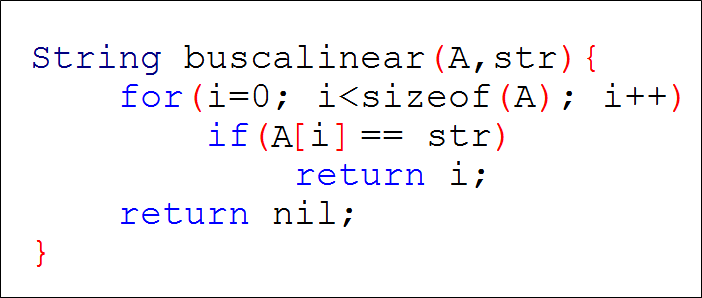 String buscalinear(A,str){
for(i=0; i<sizeof(A); i++)
if(A[i] == str)
return i;
return nil;
}